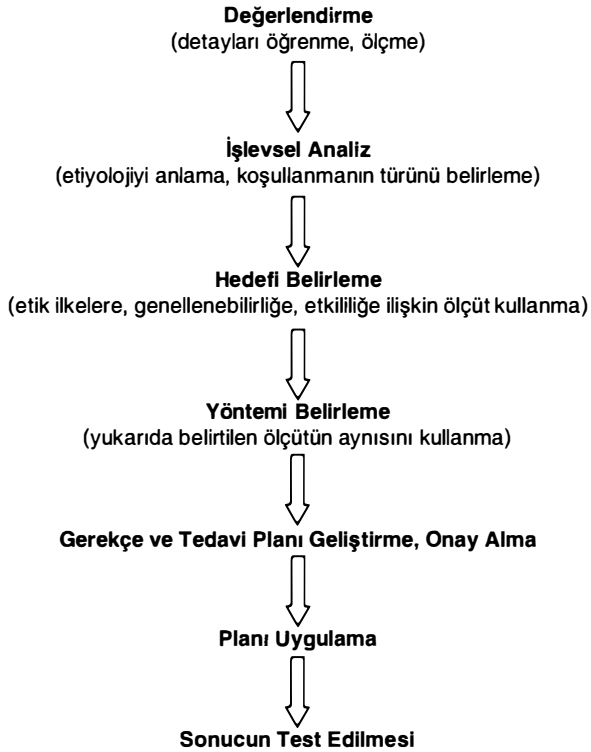 Değerlendirme
(detayları öğrenme, ölçme)
İşlevsel Analiz
(etiyolojiyi anlama, koşullanmanın türünü belirleme)
Hedefi Belirleme
(etik ilkelere, genellenebilirliğe, etkililiğe ilişkin ölçüt kullanma)
Yöntemi Belirleme
(yukarıda belirtilen ölçütün aynısını kullanma)
Gerekçe ve Tedavi Planı Geliştirme, Onay Alma
Planı Uygulama
Sonucun Test Edilmesi